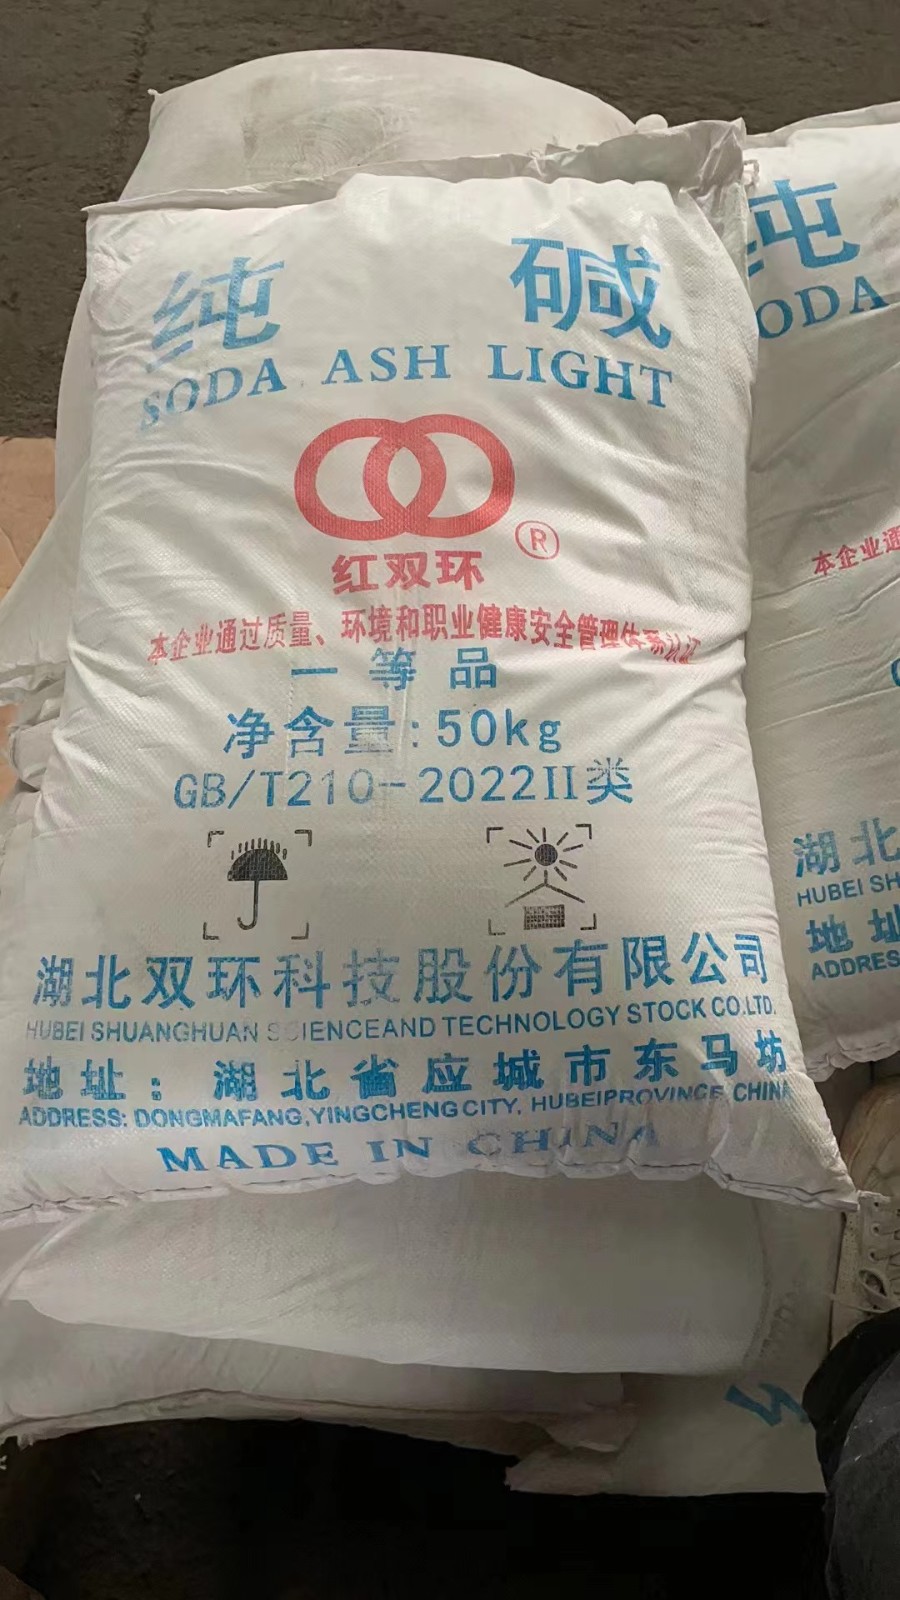 纯 碱
SODA ASH LIGHT
®
红双环
本企业通过质量、环境和职业健康安全管理体系认证
一等品
净含量:50kg
GB/T210-2022II类
湖北双环科技股份有限公司
HUBEI SHUANGHUAN SCIENCEAND TECHNOLOGY STOCK CO.LTD.
地址：湖北省应城市东马坊
ADDRESS: DONGMAFANG,YINGCHENGCITY, HUBEIPROVINCE, CHINA
MADE IN CHINA
纯
ODA
本企业通
湖北
HUBEI SH
地址
ADDRES